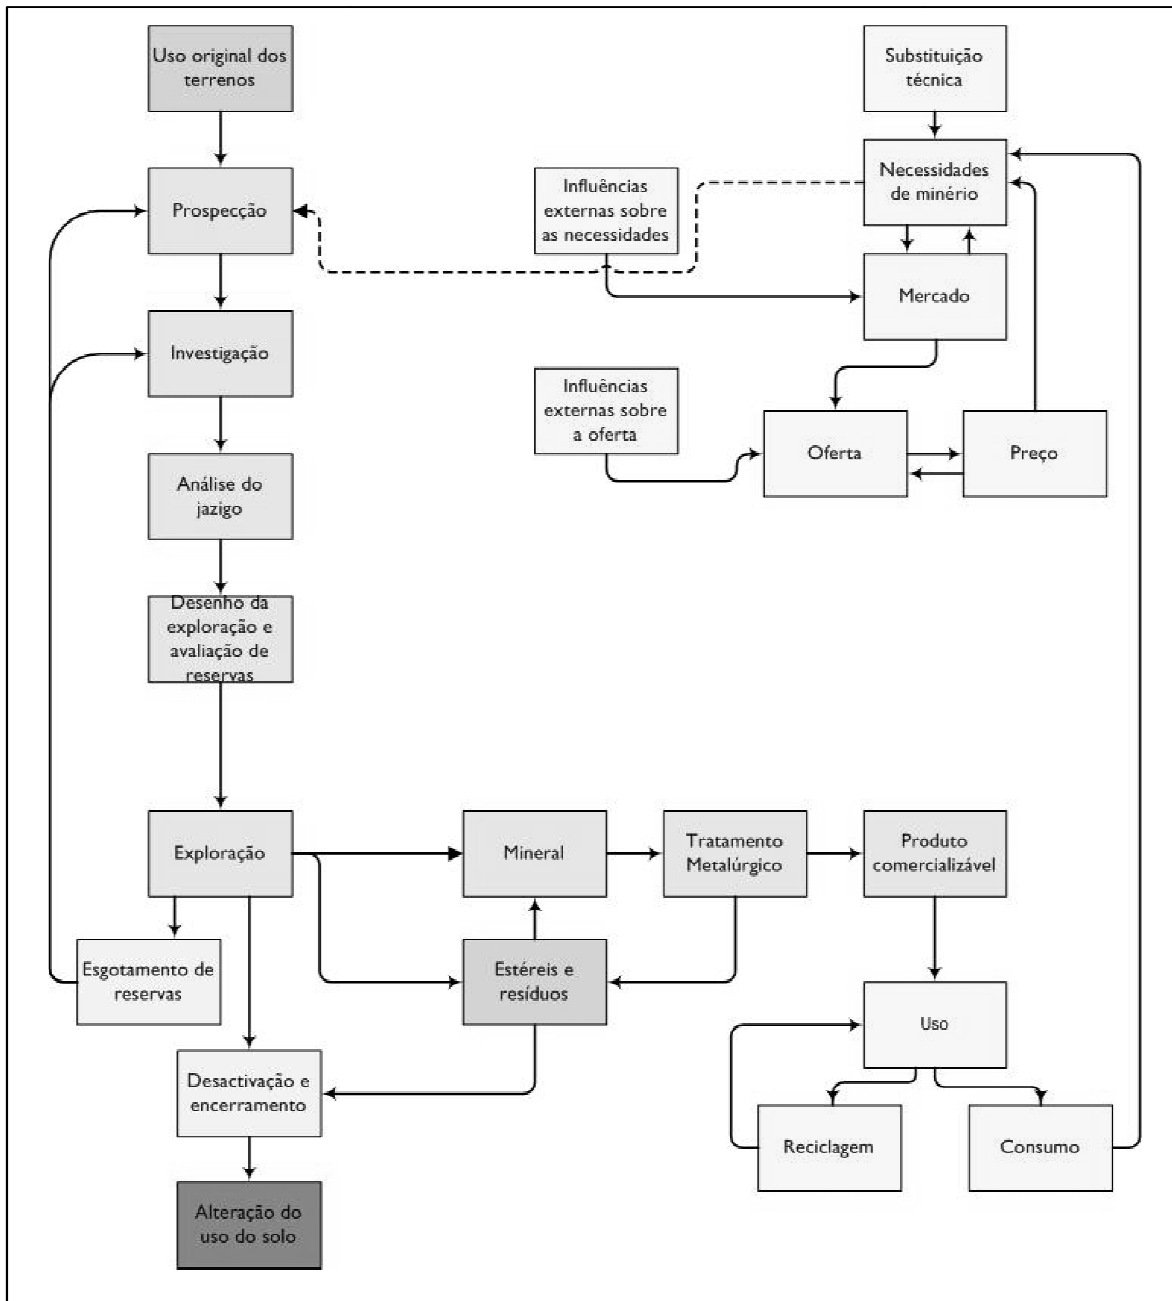 Uso original dos
terrenos
Substituição
técnica
Prospecção
Influências
externas sobre
as necessidades
Necessidades
de minério
Mercado
Investigação
Influências
externas sobre
a oferta
Oferta
Preço
Análise do
jazigo
Desenho da
exploração e
avaliação de
reservas
Exploração
Mineral
Tratamento
Metalúrgico
Produto
comercializável
Esgotamento de
reservas
Estéreis e
resíduos
Uso
Desactivação e
encerramento
Reciclagem
Consumo
Alteração do
uso do solo